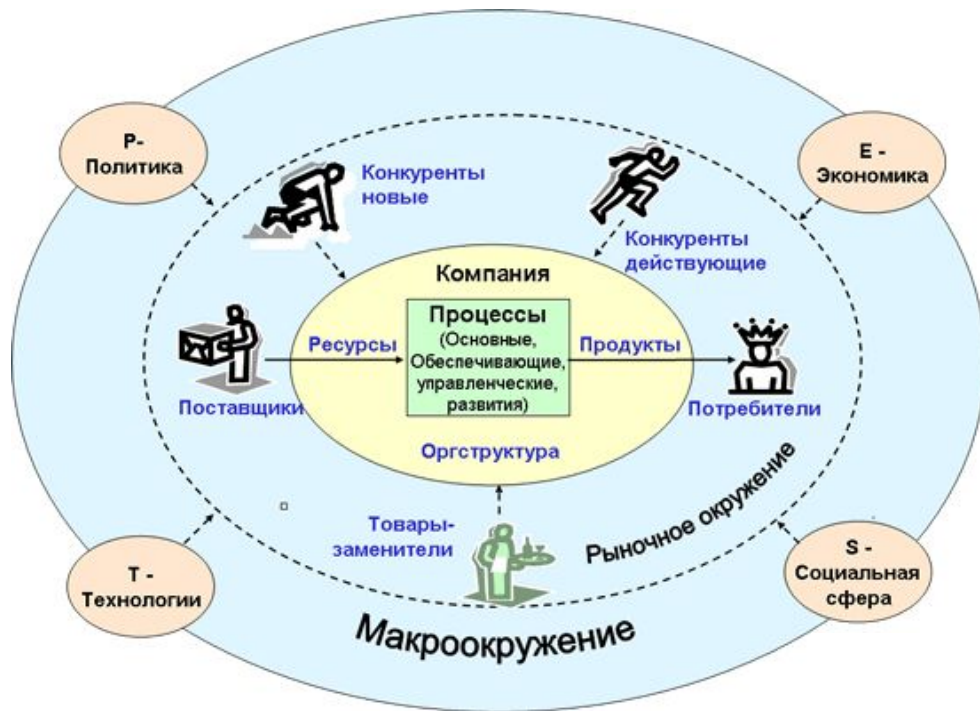 P-
Политика
E -
Экономика
Конкуренты
новые
Конкуренты
действующие
Компания
Процессы
(Основные,
Обеспечивающие,
управленческие,
развития)
Ресурсы
Продукты
Поставщики
Потребители
Оргструктура
Товары-
заменители
Рыночное окружение
T -
Технологии
S -
Социальная
сфера
Макроокружение